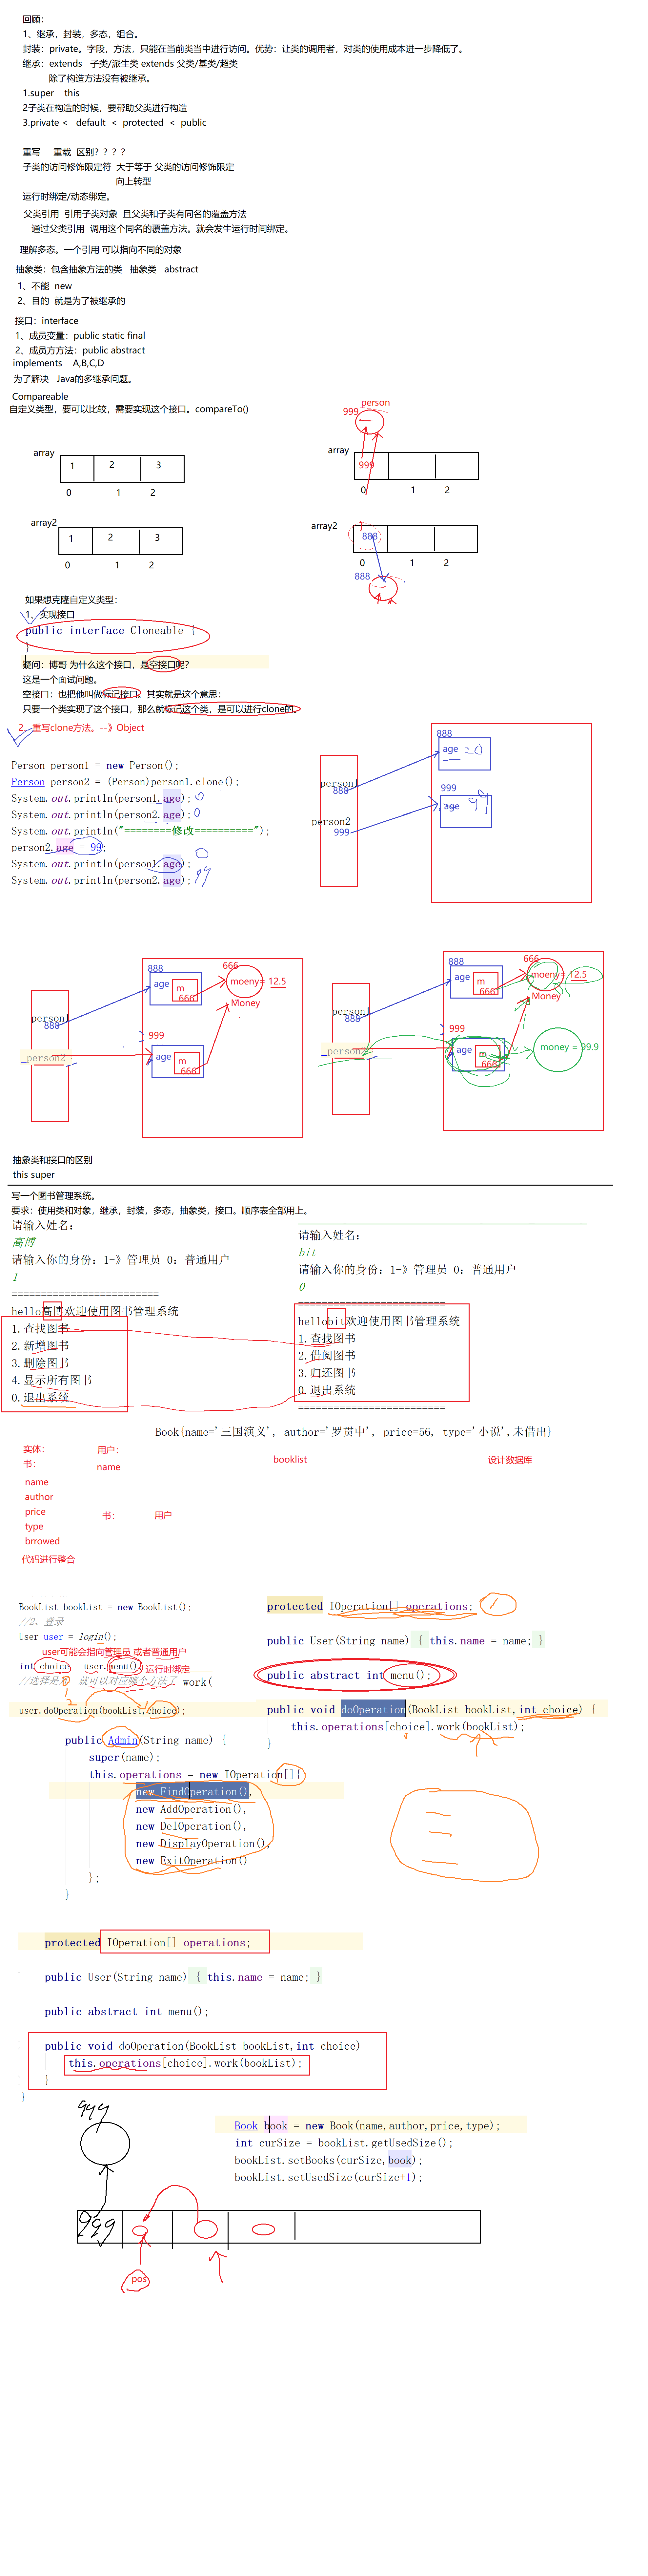 回顾：
1、继承，封装，多态，组合。
封装：private。字段，方法，只能在当前类当中进行访问。优势：让类的调用者，对类的使用成本进一步降低了。
继承：extends 子类/派生类 extends 父类/基类/超类
除了构造方法没有被继承。
1.super this
2子类在构造的时候，要帮助父类进行构造
3.private < default < protected < public
重写 重载 区别？？？？
子类的访问修饰限定符 大于等于 父类的访问修饰限定
向上转型
运行时绑定/动态绑定。
父类引用 引用子类对象 且父类和子类有同名的覆盖方法
通过父类引用 调用这个同名的覆盖方法。就会发生运行时间绑定。
理解多态。一个引用 可以指向不同的对象
抽象类：包含抽象方法的类 抽象类 abstract
1、不能 new
2、目的 就是为了被继承的
接口：interface
1、成员变量：public static final
2、成员方方法：public abstract
implements A,B,C,D
为了解决 Java的多继承问题。
Compareable
自定义类型，要可以比较，需要实现这个接口。compareTo()
person
999
array
1 2 3
0 1 2
array
999
0 1 2
array2
1 2 3
0 1 2
array2
888
0 1 2
888
如果想克隆自定义类型：
1、实现接口
public interface Cloneable {
}
疑问：博哥 为什么这个接口，是空接口呢？
这是一个面试问题。
空接口：也把他叫做标记接口。其实就是这个意思：
只要一个类实现了这个接口，那么就标记这个类，是可以进行clone的。
2、重写clone方法。--》Object
Person person1 = new Person();
Person person2 = (Person)person1.clone();
System.out.println(person1.age); 0
System.out.println(person2.age); 0
System.out.println("========修改==========");
person2.age = 99;
System.out.println(person1.age); 0
System.out.println(person2.age); 99
888
age =0
person1
888
999
age 99
person2
999
888
age
m
666
666
moeny= 12.5
Money
person1
888
999
person2
age
m
666
888
age
m
666
666
moeny= 12.5
Money
person1
888
999
person2
age
m
666
money = 99.9
抽象类和接口的区别
this super
写一个图书管理系统。
要求：使用类和对象，继承，封装，多态，抽象类，接口。顺序表全部用上。
请输入姓名：
高博
请输入你的身份：1-》管理员 0：普通用户
1
=========================
hello高博欢迎使用图书管理系统
1.查找图书
2.新增图书
3.删除图书
4.显示所有图书
0.退出系统
请输入姓名：
bit
请输入你的身份：1-》管理员 0：普通用户
0
=========================
hellobit欢迎使用图书管理系统
1.查找图书
2.借阅图书
3.归还图书
0.退出系统
=========================
Book{name='三国演义', author='罗贯中', price=56, type='小说',未借出}
实体：
书：
name
author
price
type
brrowed
用户：
name
书： 用户
booklist
设计数据库
代码进行整合
BookList bookList = new BookList();
//2、登录
User user = login();
user可能会指向管理员 或者普通用户
int choice = user.menu(); 运行时绑定
work(
user.doOperation(bookList,choice);
protected IOperation[] operations; 1
public User(String name) { this.name = name; }
public abstract int menu();
public void doOperation(BookList bookList,int choice) {
this.operations[choice].work(bookList);
}
public Admin(String name) {
super(name);
this.operations = new IOperation[]{
new FindOperation(),
new AddOperation(),
new DelOperation(),
new DisplayOperation(),
new ExitOperation()
};
}
protected IOperation[] operations;
public User(String name) { this.name = name; }
public abstract int menu();
public void doOperation(BookList bookList,int choice)
this.operations[choice].work(bookList);
}
}
999
Book book = new Book(name,author,price,type);
int curSize = bookList.getUsedSize();
bookList.setBooks(curSize,book);
bookList.setUsedSize(curSize+1);
999
pos